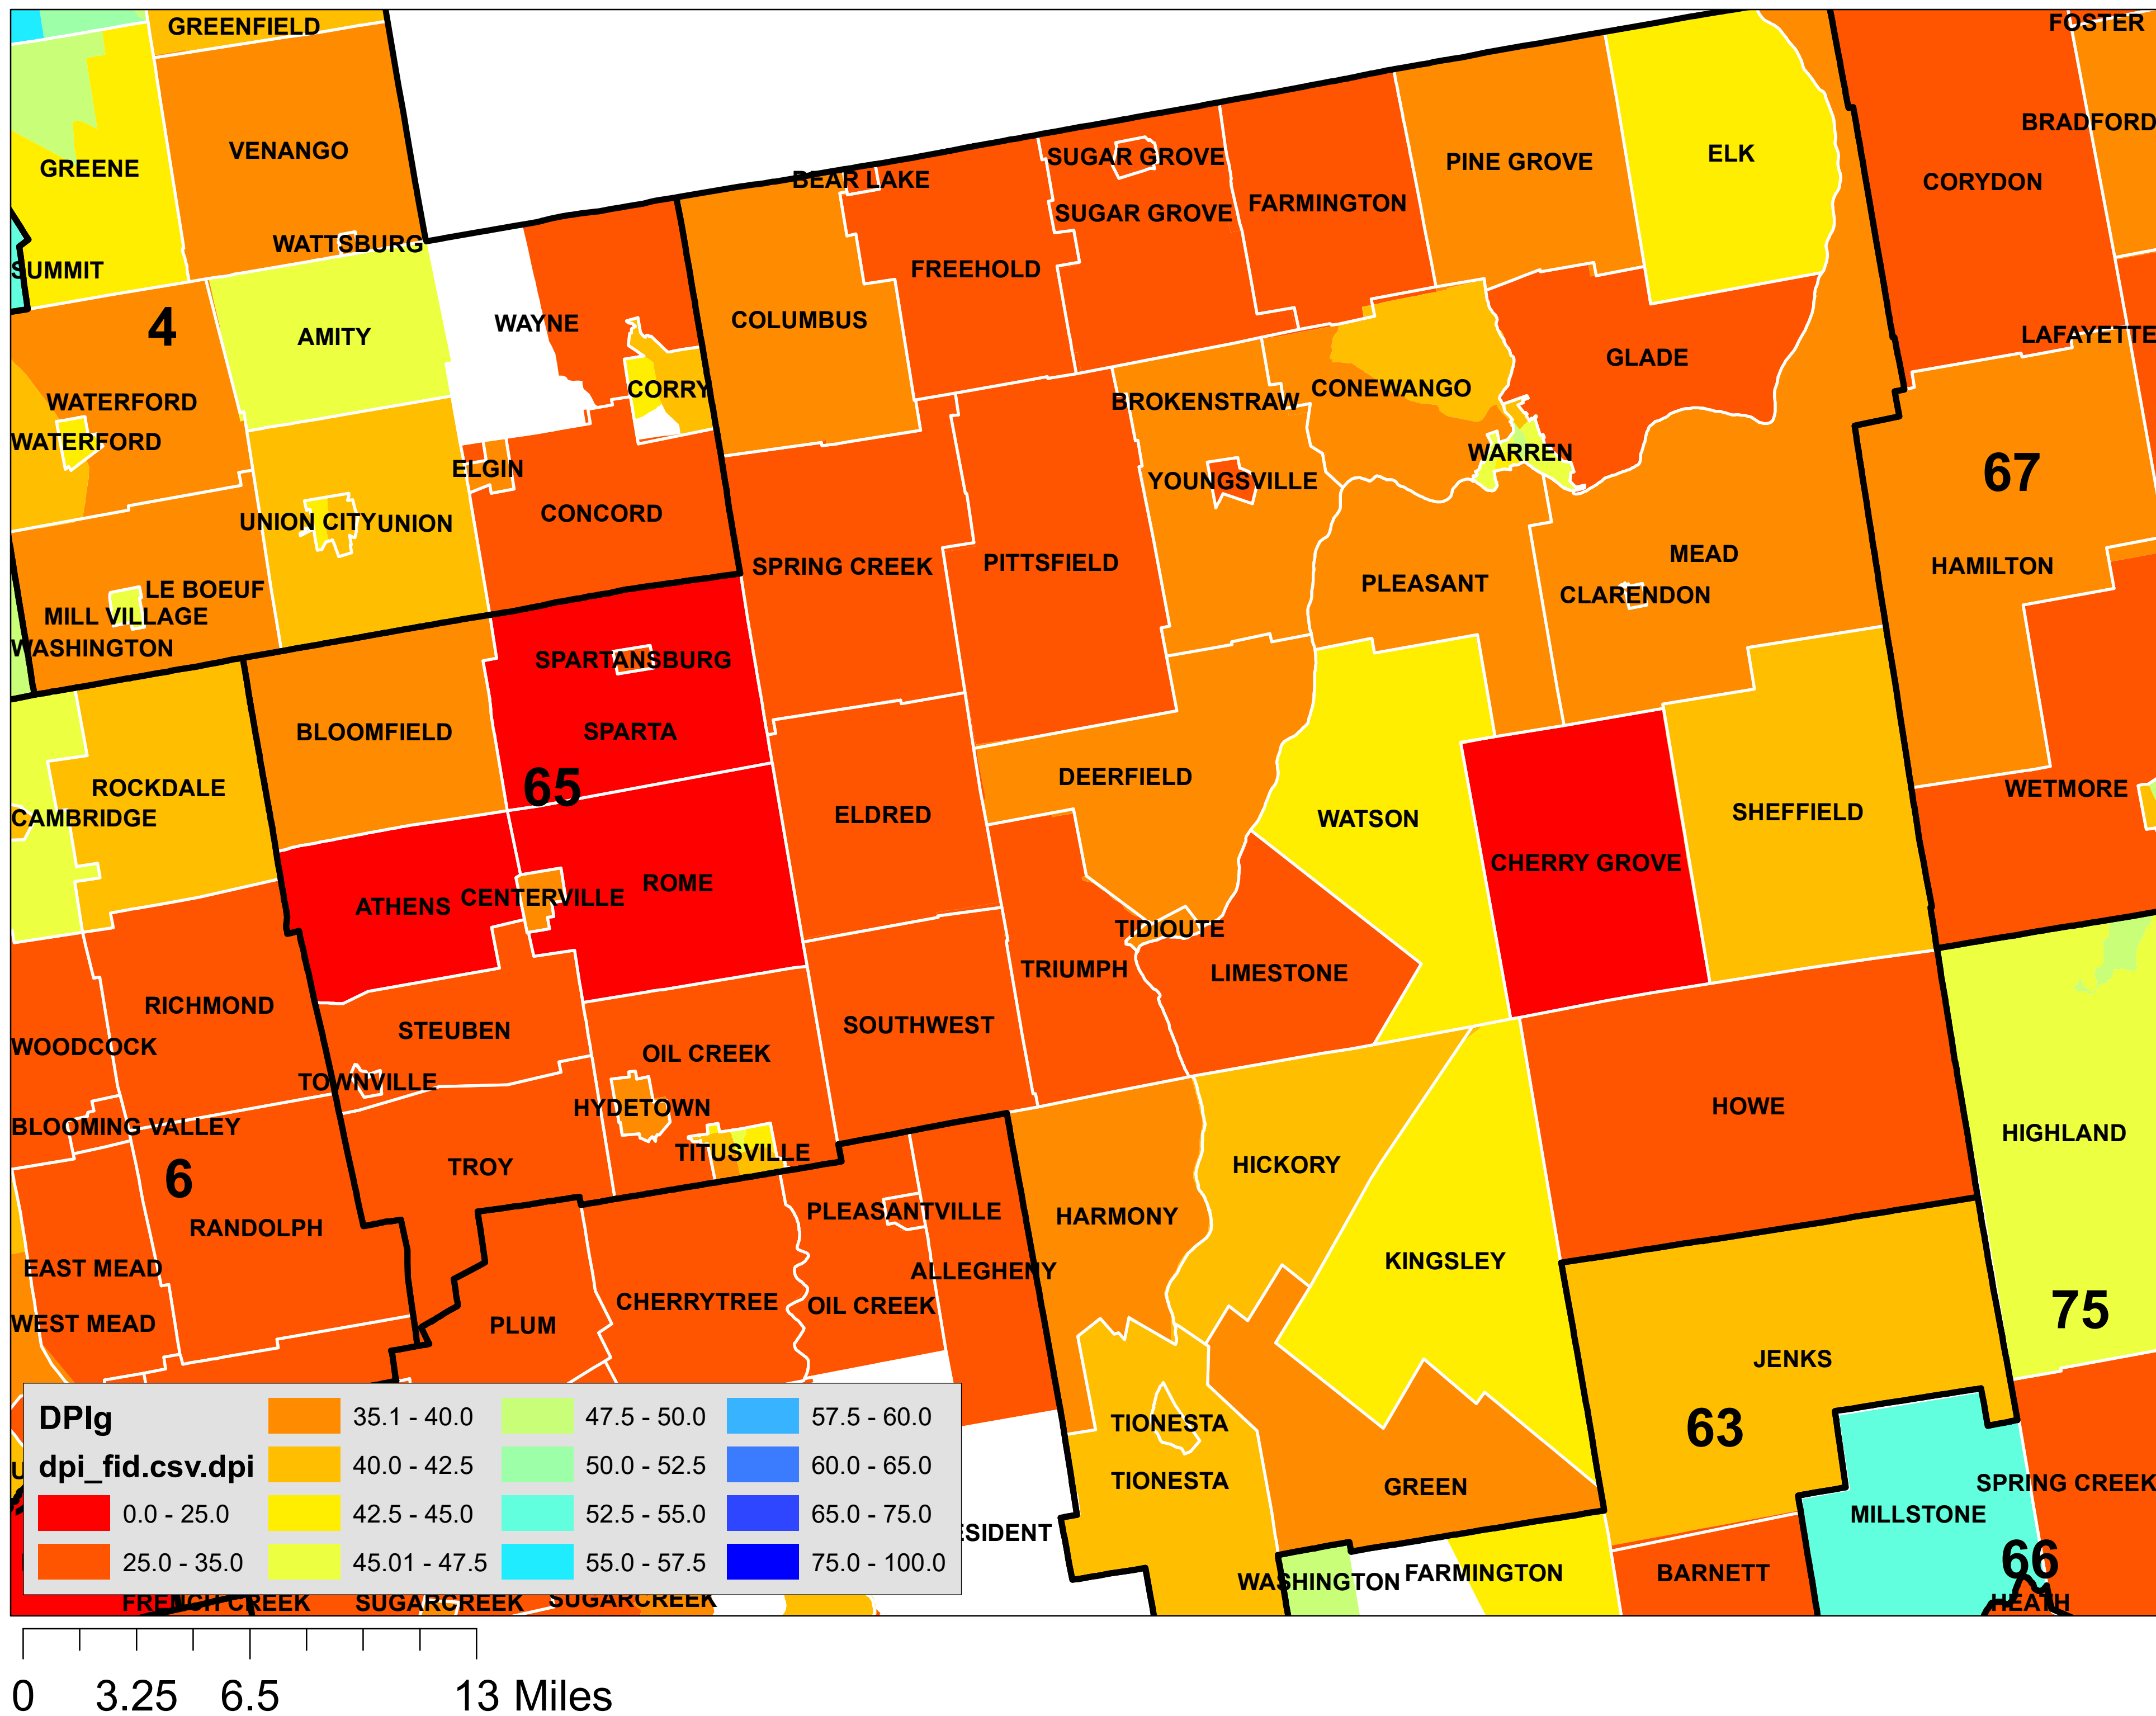 GREENFIELD
FOSTER
VENANGO
GREENE
BRADFORD
SUGAR GROVE
PINE GROVE
ELK
BEAR LAKE
CORYDON
SUGAR GROVE
FARMINGTON
WATTSBURG
SUMMIT
FREEHOLD
4
AMITY
WAYNE
COLUMBUS
LAFAYETTE
GLADE
CORRY
CONEWANGO
WATERFORD
BROKENSTRAW
WATERFORD
WARREN
ELGIN
YOUNGSVILLE
67
UNION CITY
UNION
CONCORD
SPRING CREEK
PITTSFIELD
MEAD
HAMILTON
LE BOEUF
PLEASANT
CLARENDON
MILL VILLAGE
WASHINGTON
SPARTANSBURG
BLOOMFIELD
SPARTA
65
DEERFIELD
ROCKDALE
WETMORE
CAMBRIDGE
ELDRED
WATSON
SHEFFIELD
CHERRY GROVE
ATHENS
CENTERVILLE
ROME
TIDIOUTE
TRIUMPH
LIMESTONE
RICHMOND
STEUBEN
SOUTHWEST
WOODCOCK
OIL CREEK
TOWNVILLE
HYDETOWN
HOWE
BLOOMING VALLEY
HIGHLAND
TITUSVILLE
TROY
HICKORY
6
PLEASANTVILLE
HARMONY
RANDOLPH
EAST MEAD
ALLEGHENY
KINGSLEY
CHERRYTREE
OIL CREEK
75
WEST MEAD
PLUM
JENKS
63
TIONESTA
TIONESTA
GREEN
SPRING CREEK
MILLSTONE
ESIDENT
66
WASHINGTON
FARMINGTON
BARNETT
HEATH
FRENCH CREEK
SUGARCREEK
SUGARCREEK
DPIg
dpi_fid.csv.dpi
0.0 - 25.0
25.0 - 35.0
35.1 - 40.0
40.0 - 42.5
42.5 - 45.0
45.01 - 47.5
47.5 - 50.0
50.0 - 52.5
52.5 - 55.0
55.0 - 57.5
57.5 - 60.0
60.0 - 65.0
65.0 - 75.0
75.0 - 100.0
0 3.25 6.5 13 Miles